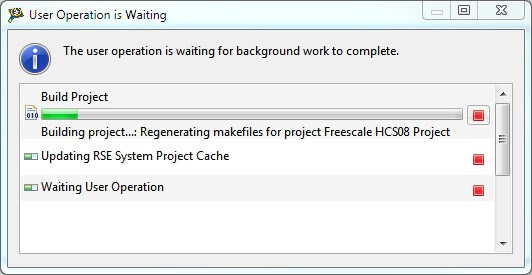 User Operation is Waiting
The user operation is waiting for background work to complete.
Build Project
010
Building project...: Regenerating makefiles for project Freescale HCS08 Project
Updating RSE System Project Cache
Waiting User Operation